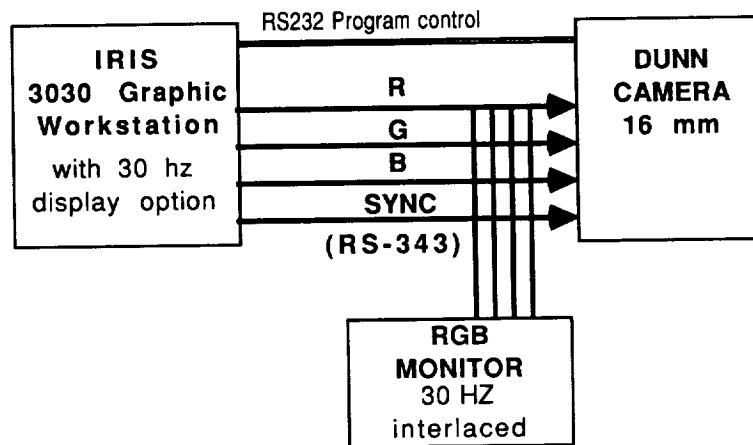 RS232 Program control
IRIS
3030 Graphic
Workstation
with 30 hz
display option
R
G
B
SYNC
(RS-343)
DUNN
CAMERA
16 mm
RGB
MONITOR
30 HZ
interlaced